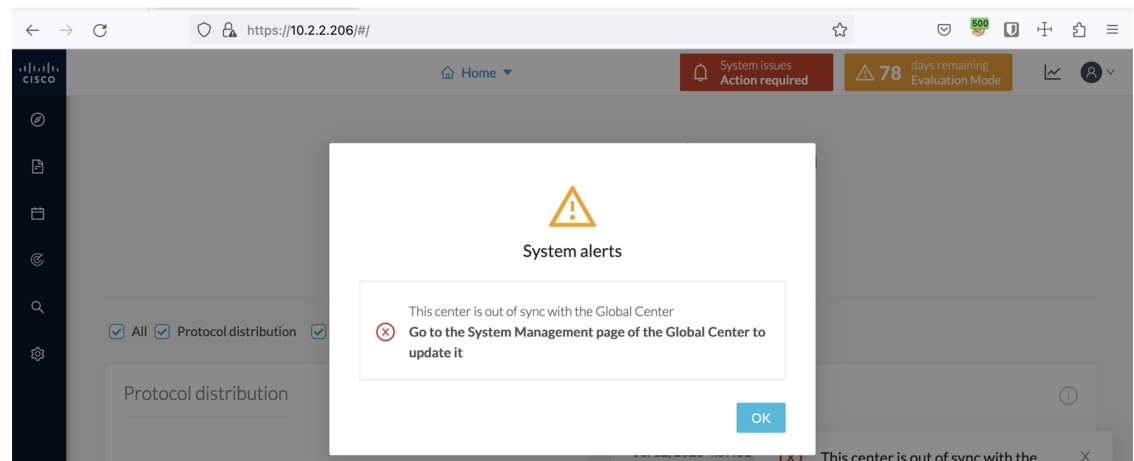 https://10.2.2.206/#/
500
CISCO
Home
System issues
Action required
78
days remaining
Evaluation Mode
System alerts
This center is out of sync with the Global Center
Go to the System Management page of the Global Center to
update it
OK
All
Protocol distribution
Protocol distribution
This center is out of sync with the